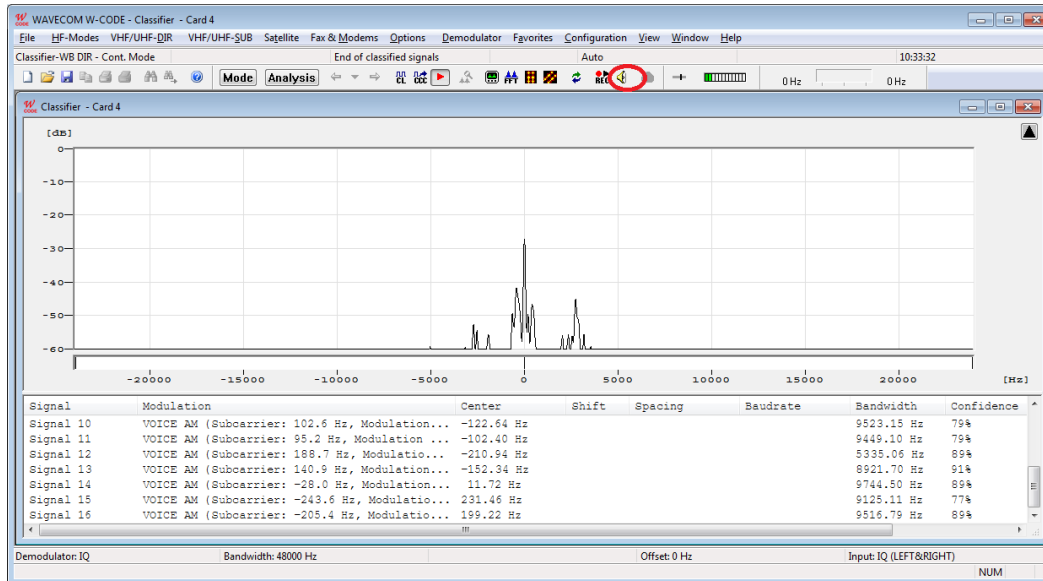 WAVECOM W-CODE - Classifier - Card 4
File HF-Modes VHF/UHF-DIR VHF/UHF-SUB Satellite Fax & Modems Options Demodulator Favorites Configuration View Window Help
Classifier-WB DIR - Cont. Mode End of classified signals Auto 10:33:32
Mode Analysis CL CCC FFT REC 0 Hz 0 Hz
Classifier - Card 4
[dB]
0
-10
-20
-30
-40
-50
-60
-20000 -15000 -10000 -5000 0 5000 10000 15000 20000 [Hz]
Signal Modulation Center Shift Spacing Baudrate Bandwidth Confidence
Signal 10 VOICE AM (Subcarrier: 102.6 Hz, Modulation... -122.64 Hz 9523.15 Hz 79%
Signal 11 VOICE AM (Subcarrier: 95.2 Hz, Modulation ... -102.40 Hz 9449.10 Hz 79%
Signal 12 VOICE AM (Subcarrier: 188.7 Hz, Modulatio... -210.94 Hz 5335.06 Hz 89%
Signal 13 VOICE AM (Subcarrier: 140.9 Hz, Modulation... -152.34 Hz 8921.70 Hz 91%
Signal 14 VOICE AM (Subcarrier: -28.0 Hz, Modulation... 11.72 Hz 9744.50 Hz 89%
Signal 15 VOICE AM (Subcarrier: -243.6 Hz, Modulatio... 231.46 Hz 9125.11 Hz 77%
Signal 16 VOICE AM (Subcarrier: -205.4 Hz, Modulatio... 199.22 Hz 9516.79 Hz 89%
Demodulator: IQ Bandwidth: 48000 Hz Offset: 0 Hz Input: IQ (LEFT&RIGHT)
NUM